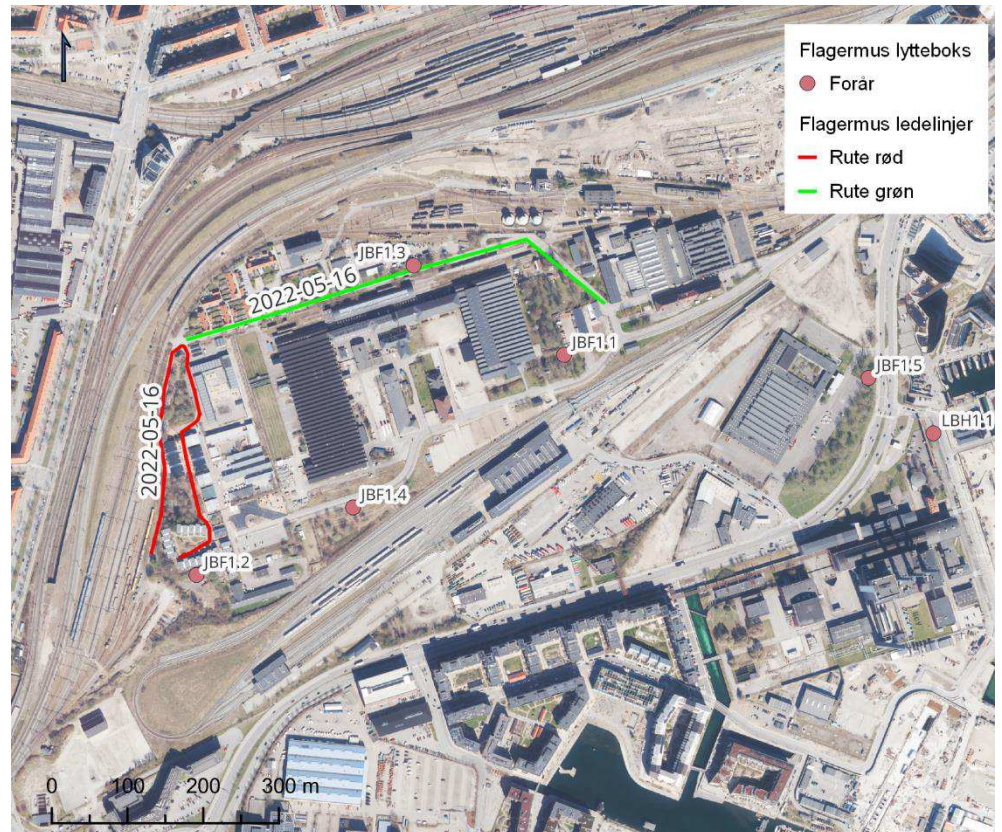 Flagermus lytteboks
Forår
Flagermus ledelinjer
Rute rød
Rute grøn
JBF1.3
2022-05-16
JBF1.1
JBF1.5
LBH1.1
2022-05-16
JBF1.4
JBF1.2
0 100 200 300 m